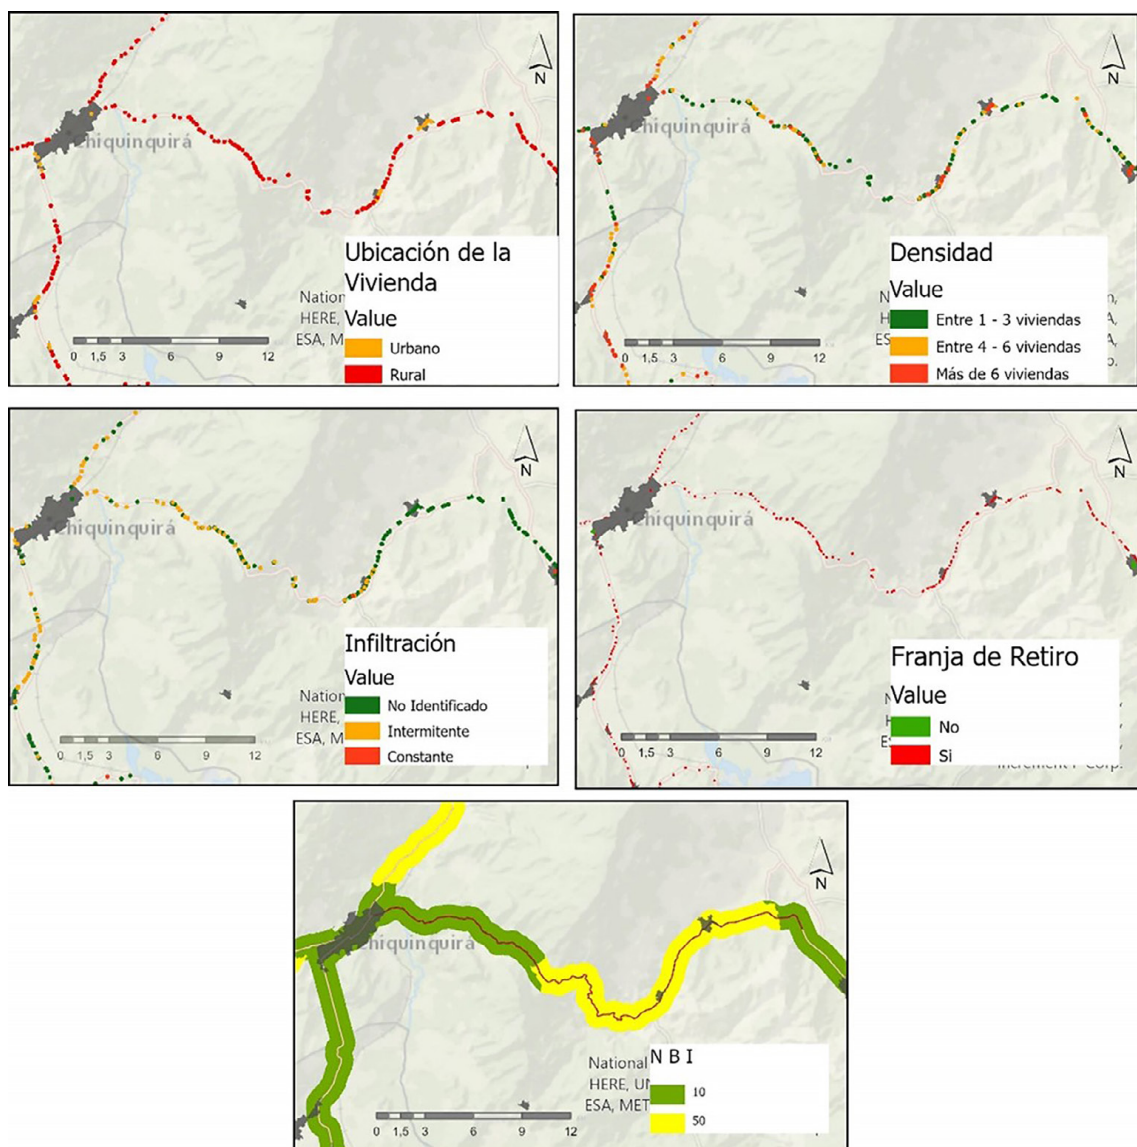 N
Chiquinquirá
Ubicación de la
Vivienda
Value
Urbano
Rural
Nation
HERE,
ESA, M
0 1,5 3 6 9 12
N
Chiquinquirá
Densidad
Value
Entre 1 - 3 viviendas
Entre 4 - 6 viviendas
Más de 6 viviendas
0 1,5 3 6 9 12
N
Chiquinquirá
Infiltración
Value
No Identificado
Intermitente
Constante
Nation
HERE,
ESA, M
0 1,5 3 6 9 12
N
Chiquinquirá
Franja de Retiro
Value
No
Si
0 1,5 3 6 9 12
N
Chiquinquirá
N B I
10
50
National
HERE, UN
ESA, MET
0 1,5 3 6 9 12